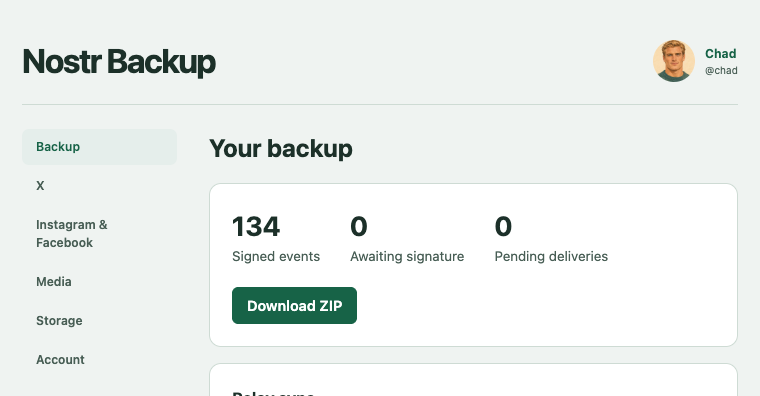 Nostr Backup
Chad
@chad
Backup
X
Instagram &
Facebook
Media
Storage
Account
Your backup
134
Signed events
0
Awaiting signature
0
Pending deliveries
Download ZIP